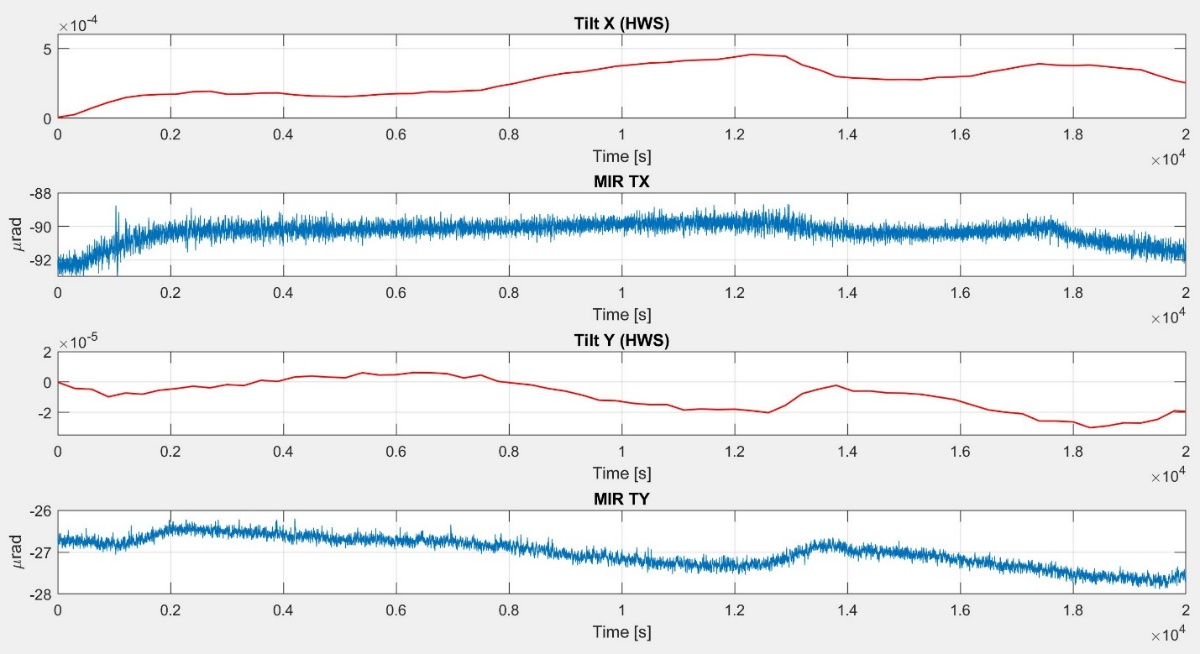 Tilt X (HWS)
×10-4
5
0
0 0.2 0.4 0.6 0.8 1 1.2 1.4 1.6 1.8 2
Time [s]
×10⁴
MIR TX
-88
-90
-92
μrad
0 0.2 0.4 0.6 0.8 1 1.2 1.4 1.6 1.8 2
Time [s]
×10⁴
Tilt Y (HWS)
×10-5
2
0
-2
0 0.2 0.4 0.6 0.8 1 1.2 1.4 1.6 1.8 2
Time [s]
×10⁴
MIR TY
-26
-27
-28
μrad
0 0.2 0.4 0.6 0.8 1 1.2 1.4 1.6 1.8 2
Time [s]
×10⁴